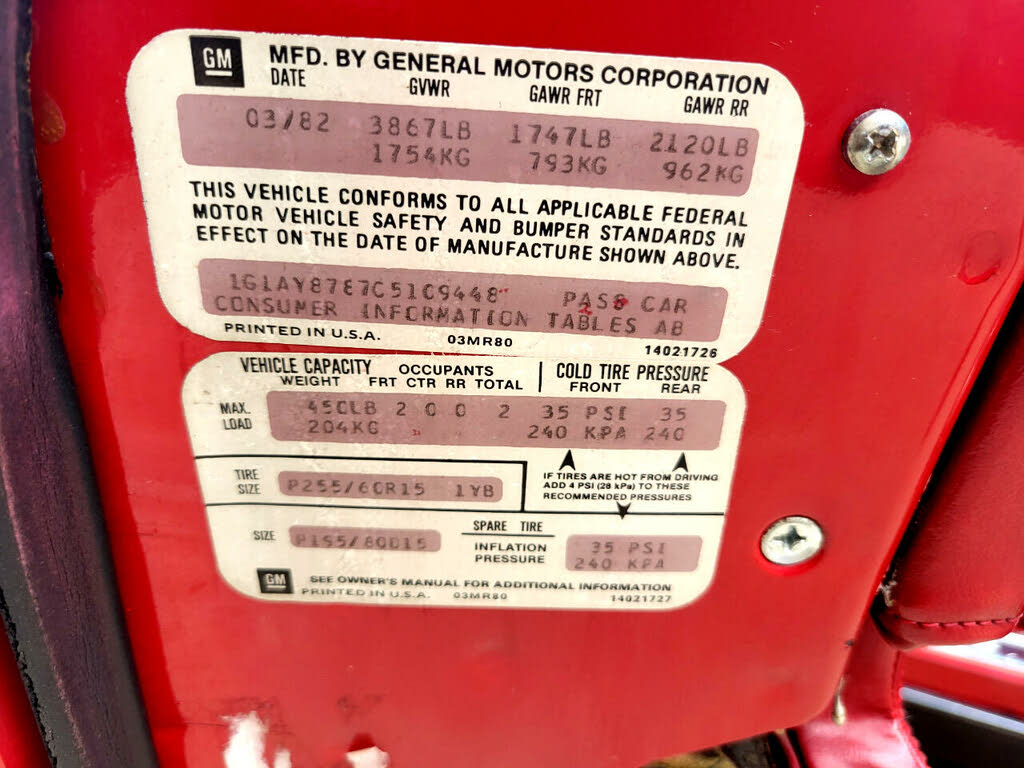 GM MFD. BY GENERAL MOTORS CORPORATION
DATE GVWR GAWR FRT GAWR RR
03/82 3867LB 1747LB 2120LB
1754KG 793KG 962KG
THIS VEHICLE CONFORMS TO ALL APPLICABLE FEDERAL
MOTOR VEHICLE SAFETY AND BUMPER STANDARDS IN
EFFECT ON THE DATE OF MANUFACTURE SHOWN ABOVE.
1G1AY8787C5109448 PASS CAR
CONSUMER INFORMATION TABLES AB
PRINTED IN U.S.A. 03MR80 14021726
VEHICLE CAPACITY OCCUPANTS COLD TIRE PRESSURE
WEIGHT FRT CTR RR TOTAL FRONT REAR
MAX. LOAD 450LB 2 0 0 2 35 PSI 35
204KG 240 KPA 240
IF TIRES ARE HOT FROM DRIVING
ADD 4 PSI (28 kPa) TO THESE
RECOMMENDED PRESSURES
TIRE SIZE P255/60R15 1YB
SPARE TIRE
SIZE P195/80D15 INFLATION PRESSURE 35 PSI
240 KPA
GM SEE OWNER'S MANUAL FOR ADDITIONAL INFORMATION
PRINTED IN U.S.A. 03MR80 14021727